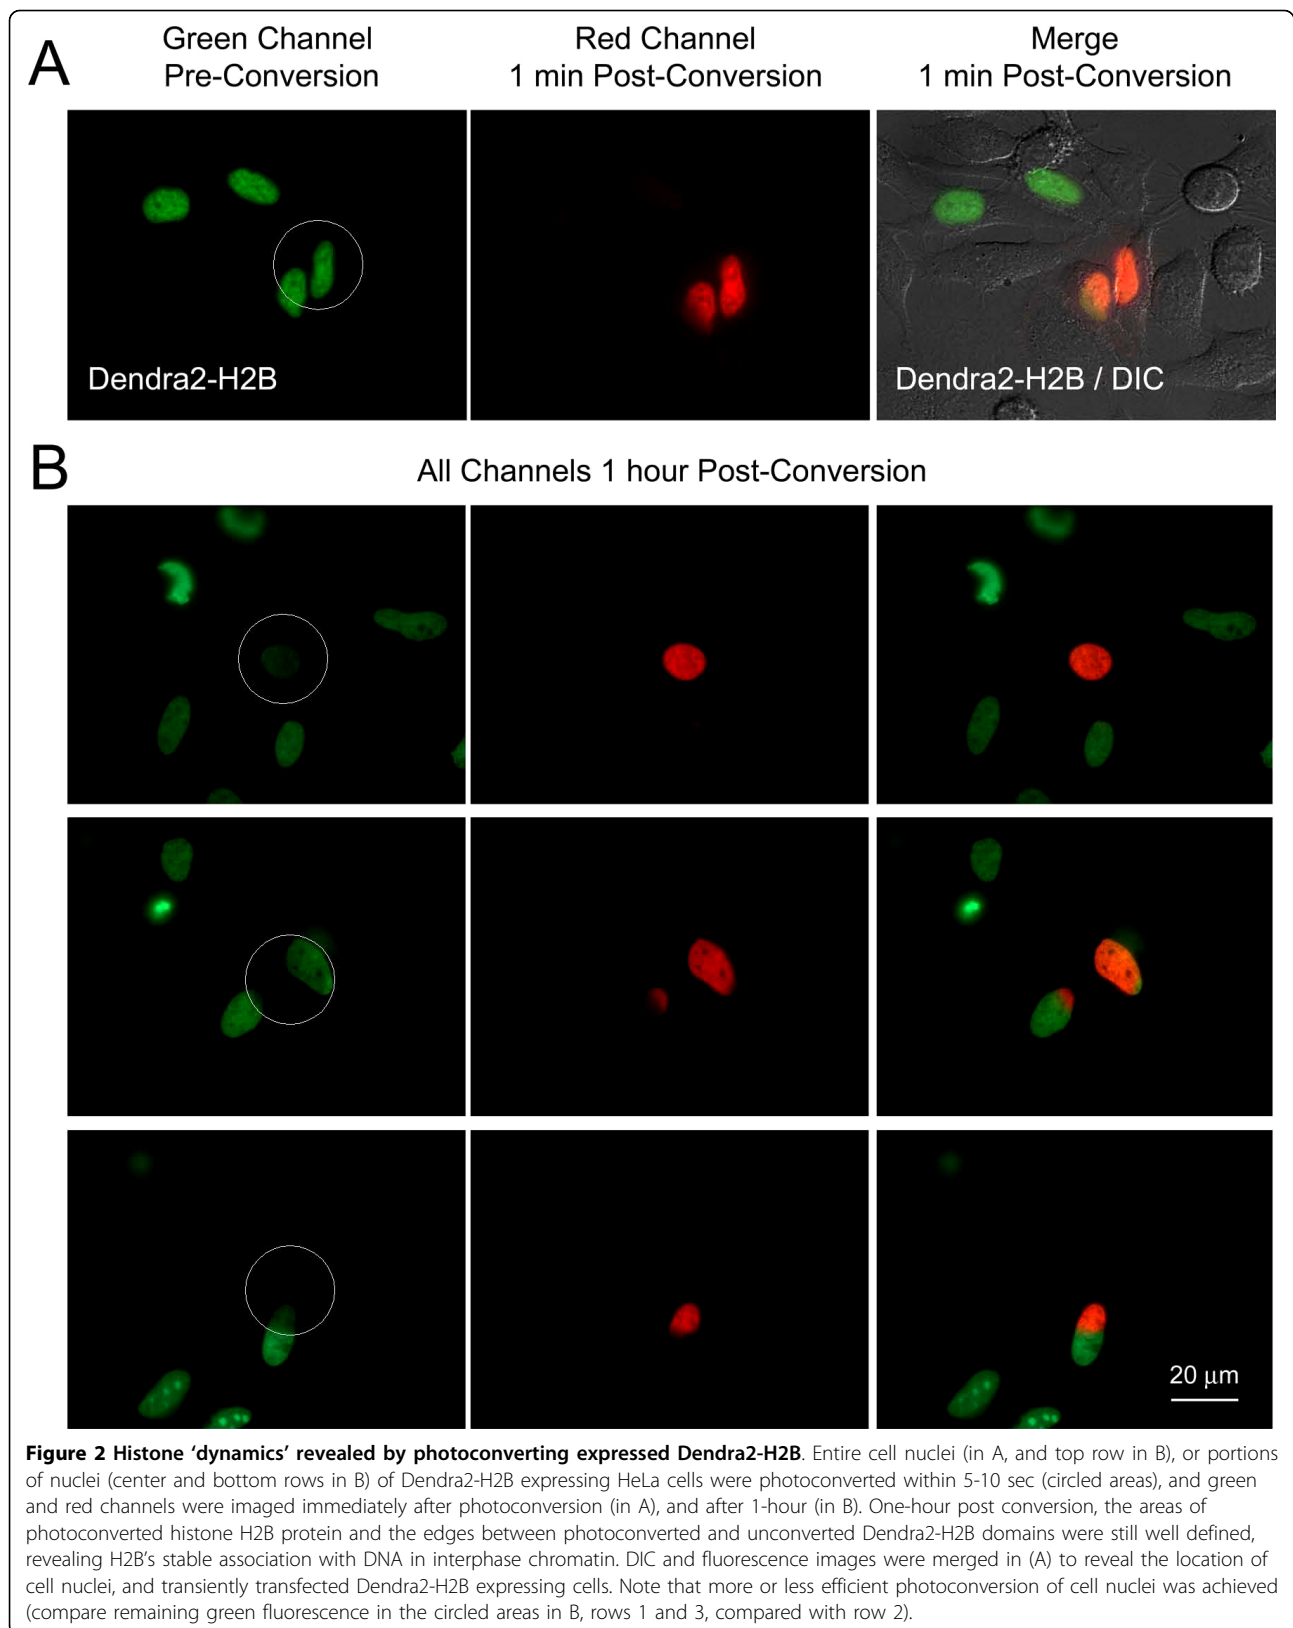 A
Green Channel
Pre-Conversion
Red Channel
1 min Post-Conversion
Merge
1 min Post-Conversion
Dendra2-H2B
Dendra2-H2B / DIC
B
All Channels 1 hour Post-Conversion
20 μm
Figure 2 Histone ‘dynamics’ revealed by photoconverting expressed Dendra2-H2B. Entire cell nuclei (in A, and top row in B), or portions
of nuclei (center and bottom rows in B) of Dendra2-H2B expressing HeLa cells were photoconverted within 5-10 sec (circled areas), and green
and red channels were imaged immediately after photoconversion (in A), and after 1-hour (in B). One-hour post conversion, the areas of
photoconverted histone H2B protein and the edges between photoconverted and unconverted Dendra2-H2B domains were still well defined,
revealing H2B’s stable association with DNA in interphase chromatin. DIC and fluorescence images were merged in (A) to reveal the location of
cell nuclei, and transiently transfected Dendra2-H2B expressing cells. Note that more or less efficient photoconversion of cell nuclei was achieved
(compare remaining green fluorescence in the circled areas in B, rows 1 and 3, compared with row 2).